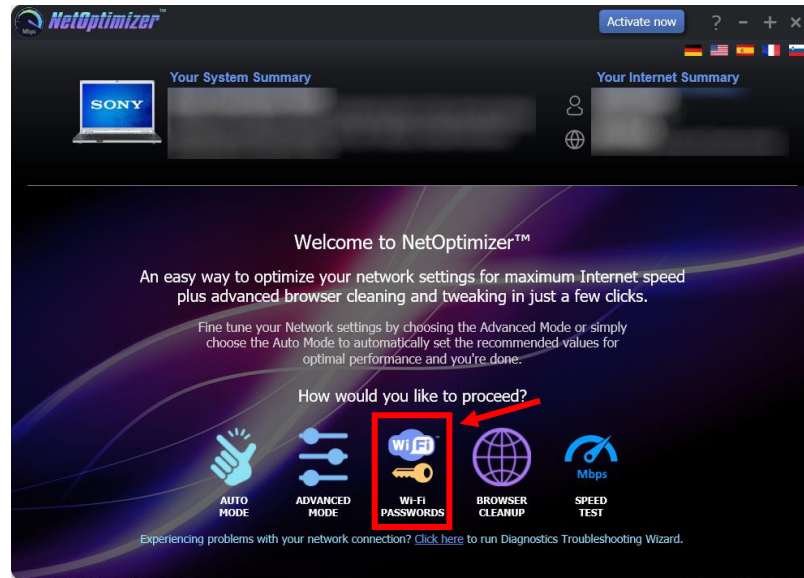 Mbps
NetOptimizer™
Activate now
?
Your System Summary
Your Internet Summary
SONY
Welcome to NetOptimizer™
An easy way to optimize your network settings for maximum Internet speed
plus advanced browser cleaning and tweaking in just a few clicks.
Fine tune your Network settings by choosing the Advanced Mode or simply
choose the Auto Mode to automatically set the recommended values for
optimal performance and you're done.
How would you like to proceed?
Wi Fi
Mbps
AUTO
MODE
ADVANCED
MODE
Wi-Fi
PASSWORDS
BROWSER
CLEANUP
SPEED
TEST
Experiencing problems with your network connection? Click here to run Diagnostics Troubleshooting Wizard.